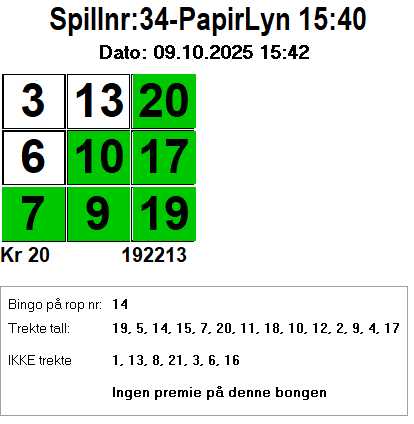 Spillnr:34-PapirLyn 15:40
Dato: 09.10.2025 15:42
3 13 20
6 10 17
7 9 19
Kr 20 192213
Bingo på rop nr: 14
Trekte tall: 19, 5, 14, 15, 7, 20, 11, 18, 10, 12, 2, 9, 4, 17
IKKE trekte 1, 13, 8, 21, 3, 6, 16
Ingen premie på denne bongen